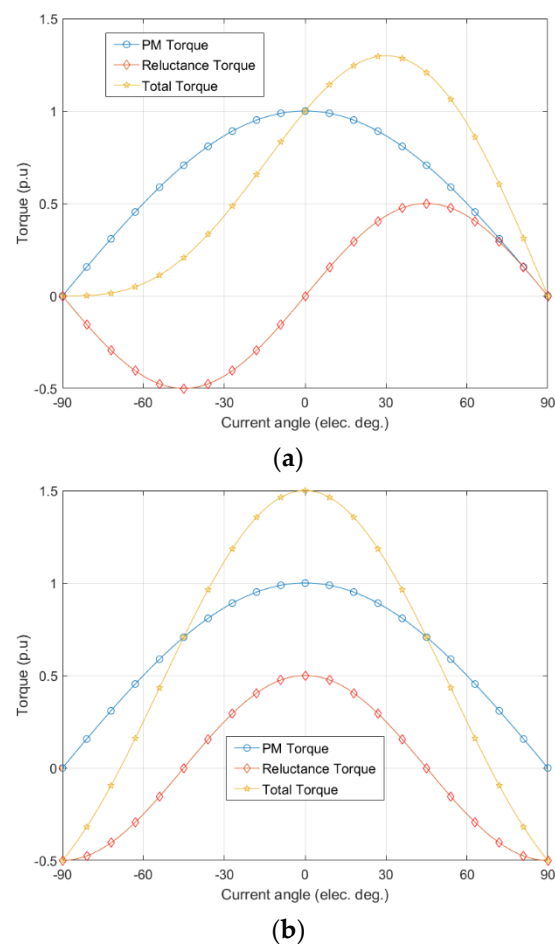 1.5
PM Torque
Reluctance Torque
Total Torque
1
0.5
0
-0.5
Torque (p.u)
-90 -60 -30 0 30 60 90
Current angle (elec. deg.)
(a)
1.5
1
0.5
0
-0.5
Torque (p.u)
PM Torque
Reluctance Torque
Total Torque
-90 -60 -30 0 30 60 90
Current angle (elec. deg.)
(b)